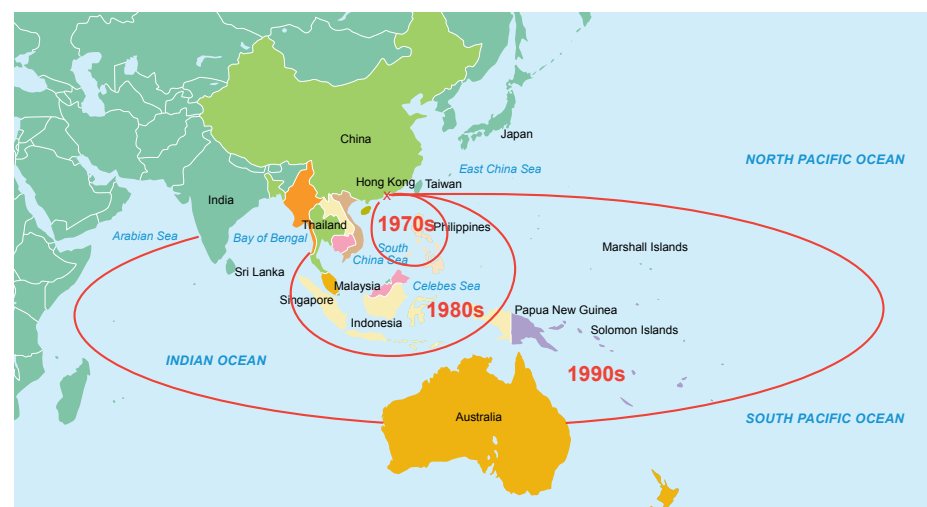 China
Japan
NORTH PACIFIC OCEAN
East China Sea
Hong Kong
Taiwan
X
India
Thailand
1970s
Philippines
Arabian Sea
Bay of Bengal
South
China Sea
Marshall Islands
Sri Lanka
Malaysia
Celebes Sea
Singapore
1980s
Papua New Guinea
Indonesia
Solomon Islands
INDIAN OCEAN
1990s
Australia
SOUTH PACIFIC OCEAN